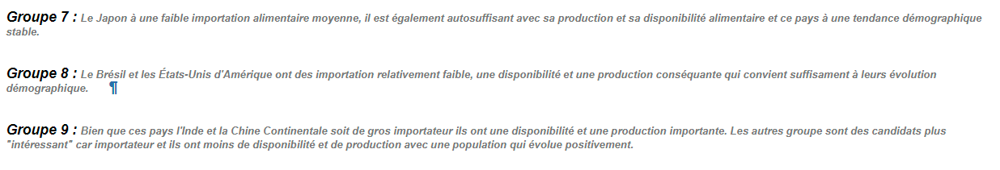 Groupe 7 : Le Japon à une faible importation alimentaire moyenne, il est également autosuffisant avec sa production et sa disponibilité alimentaire et ce pays à une tendance démographique
stable.
Groupe 8 : Le Brésil et les États-Unis d'Amérique ont des importation relativement faible, une disponibilité et une production conséquante qui convient suffisament à leurs évolution
démographique. ¶
Groupe 9 : Bien que ces pays l'Inde et la Chine Continentale soit de gros importateur ils ont une disponibilité et une production importante. Les autres groupe sont des candidats plus
"intéressant" car importateur et ils ont moins de disponibilité et de production avec une population qui évolue positivement.